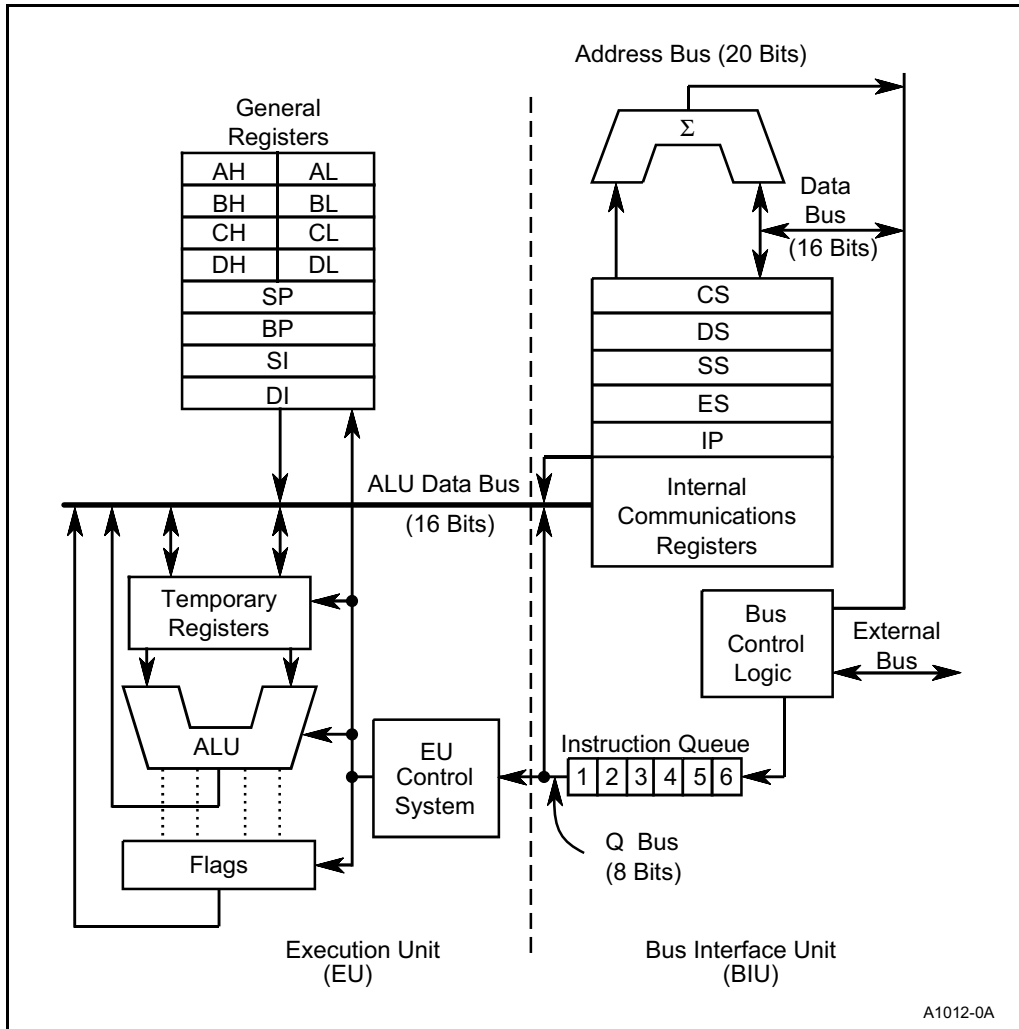 Address Bus (20 Bits)
General
Registers
AH AL
BH BL
CH CL
DH DL
SP
BP
SI
DI
Σ
Data
Bus
(16 Bits)
CS
DS
SS
ES
IP
Internal
Communications
Registers
ALU Data Bus
(16 Bits)
Temporary
Registers
ALU
Flags
EU
Control
System
Bus
Control
Logic
External
Bus
Instruction Queue
1 2 3 4 5 6
Q Bus
(8 Bits)
Execution Unit
(EU)
Bus Interface Unit
(BIU)
A1012-0A